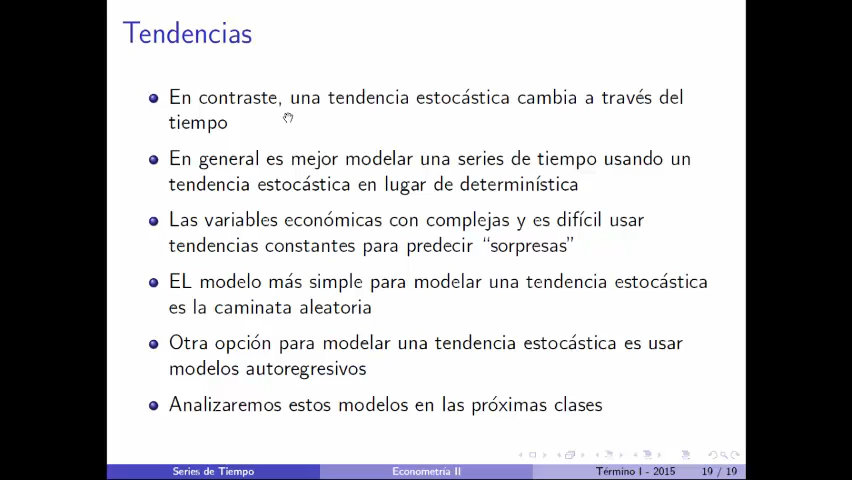 Tendencias
En contraste, una tendencia estocástica cambia a través del
tiempo
En general es mejor modelar una series de tiempo usando un
tendencia estocástica en lugar de determinística
Las variables económicas con complejas y es difícil usar
tendencias constantes para predecir “sorpresas”
EL modelo más simple para modelar una tendencia estocástica
es la caminata aleatoria
Otra opción para modelar una tendencia estocástica es usar
modelos autoregresivos
Analizaremos estos modelos en las próximas clases
Series de Tiempo Econometría II Término I - 2015 19 / 19